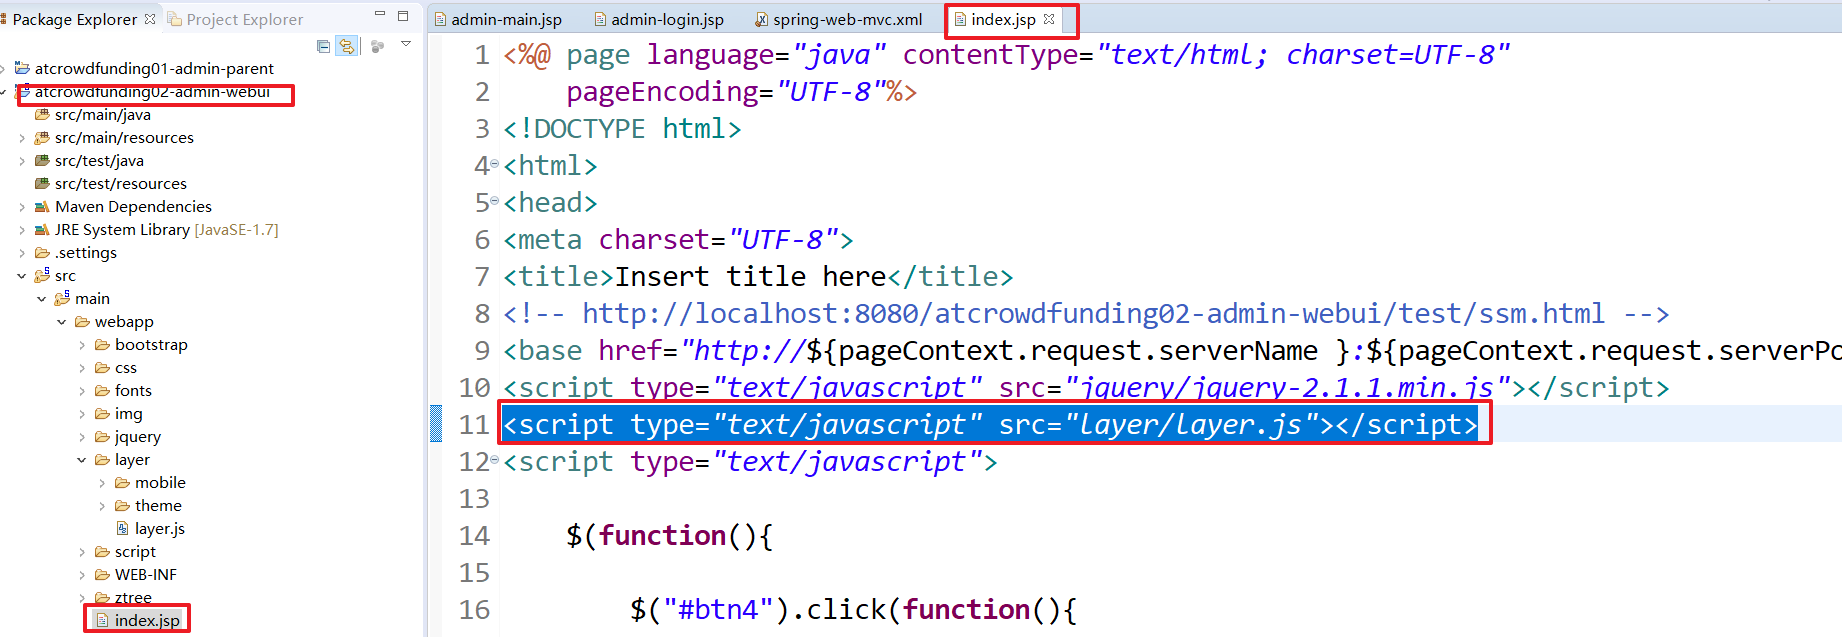 Package Explorer
Project Explorer
atcrowdfunding01-admin-parent
atcrowdfunding02-admin-webui
src/main/java
src/main/resources
src/test/java
src/test/resources
Maven Dependencies
JRE System Library [JavaSE-1.7]
.settings
src
main
webapp
bootstrap
css
fonts
img
jquery
layer
mobile
theme
layer.js
script
WEB-INF
ztree
index.jsp
admin-main.jsp
admin-login.jsp
spring-web-mvc.xml
index.jsp
1 <%@ page language="java" contentType="text/html; charset=UTF-8"
2 pageEncoding="UTF-8"%>
3 <!DOCTYPE html>
4 <html>
5 <head>
6 <meta charset="UTF-8">
7 <title>Insert title here</title>
8 <!-- http://localhost:8080/atcrowdfunding02-admin-webui/test/ssm.html -->
9 <base href="http://${pageContext.request.serverName }:${pageContext.request.serverPo
10 <script type="text/javascript" src="jquery/jquery-2.1.1.min.js"></script>
11 <script type="text/javascript" src="layer/layer.js"></script>
12 <script type="text/javascript">
13
14 $(function(){
15
16 $("#btn4").click(function(){